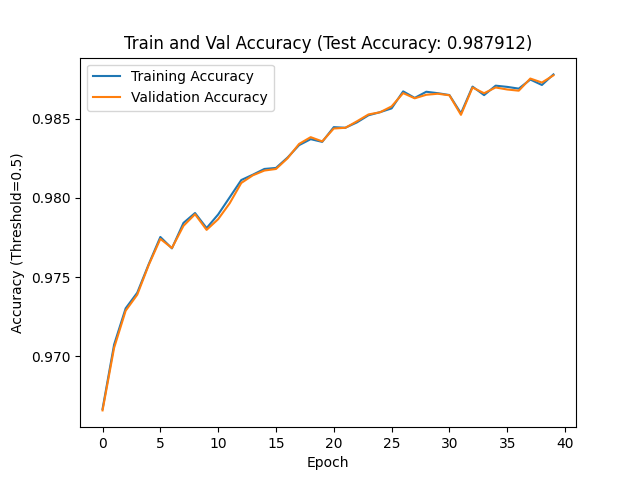 Train and Val Accuracy (Test Accuracy: 0.987912)
Training Accuracy
Validation Accuracy
0.985
0.980
0.975
0.970
Accuracy (Threshold=0.5)
0 5 10 15 20 25 30 35 40
Epoch